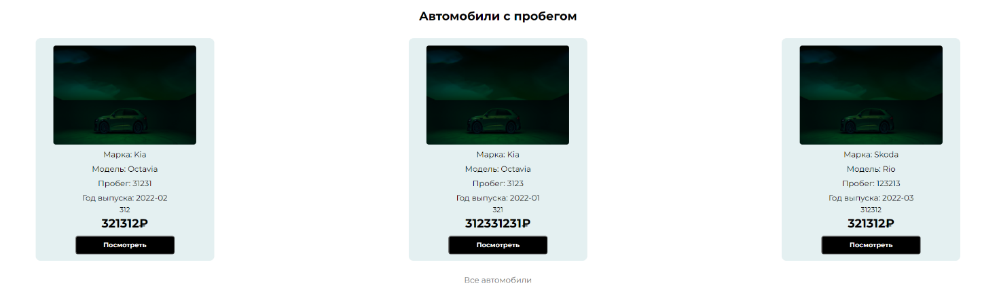 Автомобили с пробегом
Марка: Kia
Модель: Octavia
Пробег: 31231
Год выпуска: 2022-02
312
321312₽
Посмотреть
Марка: Kia
Модель: Octavia
Пробег: 3123
Год выпуска: 2022-01
321
312331231₽
Посмотреть
Марка: Skoda
Модель: Rio
Пробег: 123213
Год выпуска: 2022-03
312312
321312₽
Посмотреть
Все автомобили